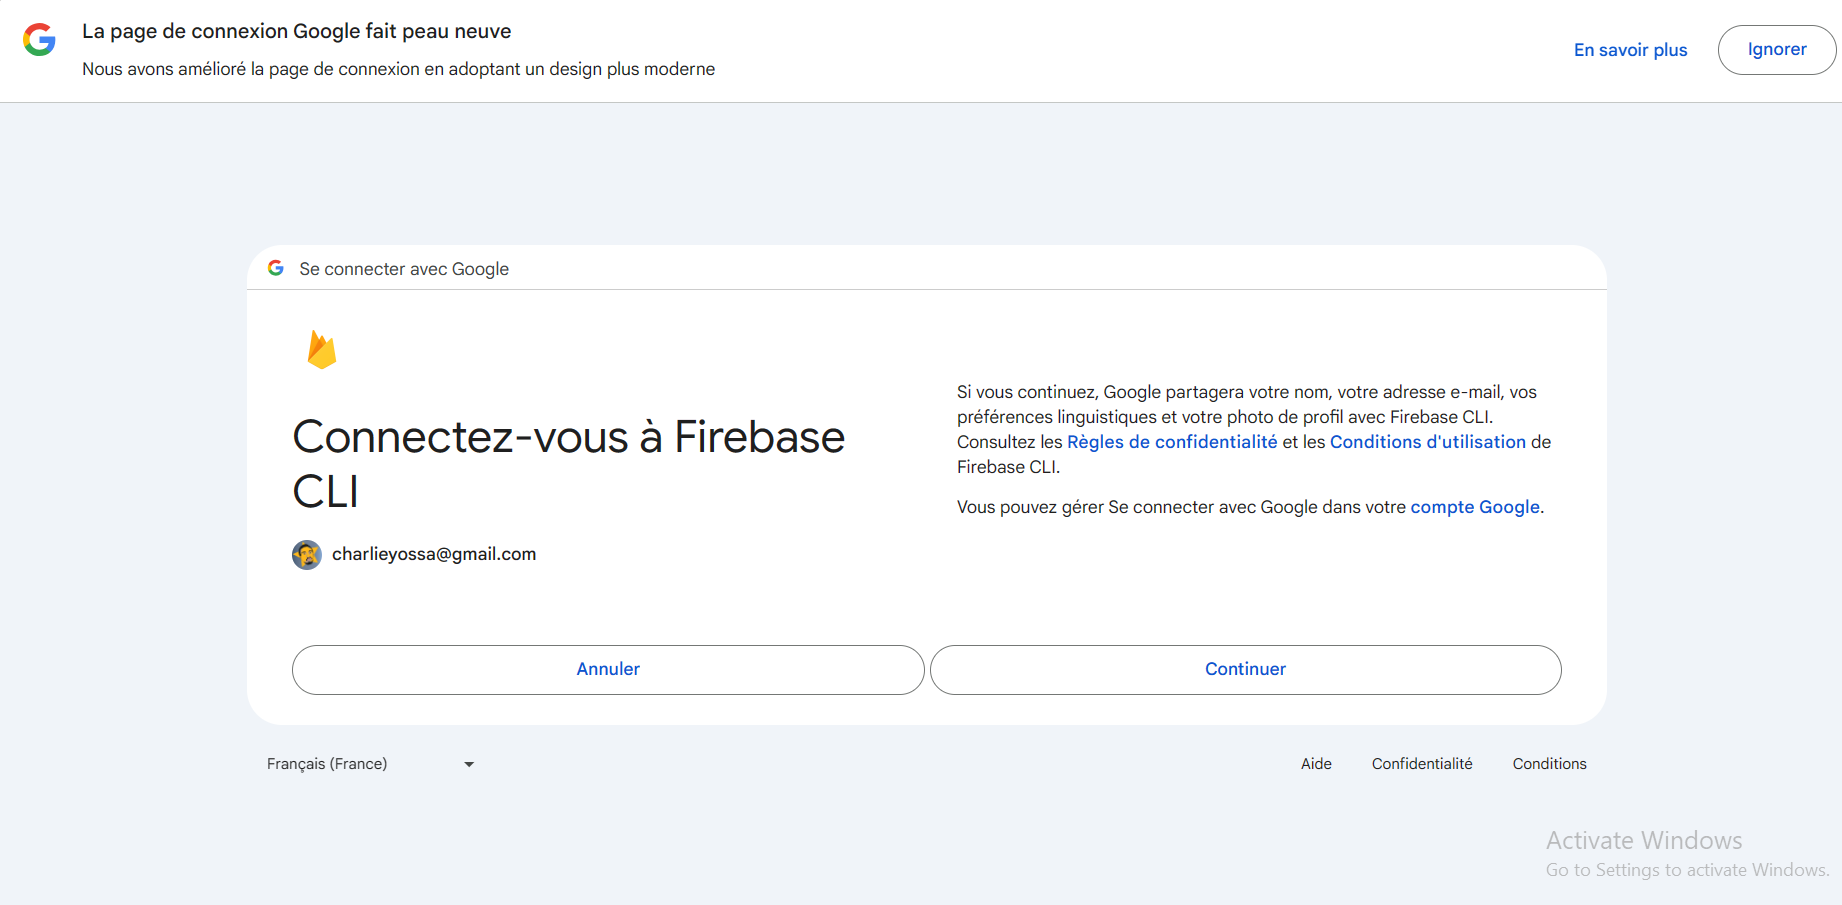 La page de connexion Google fait peau neuve
Nous avons amélioré la page de connexion en adoptant un design plus moderne
En savoir plus
Ignorer
Se connecter avec Google
Connectez-vous à Firebase
CLI
charlieyossa@gmail.com
Si vous continuez, Google partagera votre nom, votre adresse e-mail, vos
préférences linguistiques et votre photo de profil avec Firebase CLI.
Consultez les Règles de confidentialité et les Conditions d'utilisation de
Firebase CLI.
Vous pouvez gérer Se connecter avec Google dans votre compte Google.
Annuler
Continuer
Français (France)
Aide
Confidentialité
Conditions
Activate Windows
Go to Settings to activate Windows.